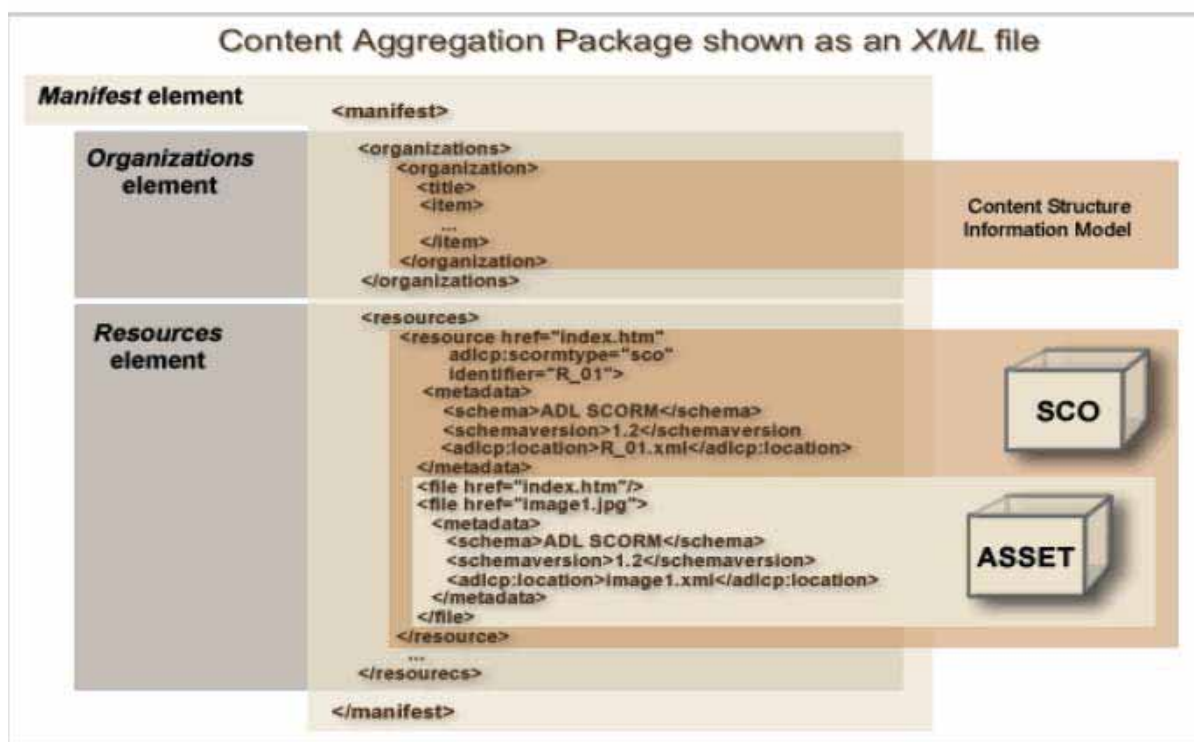 Content Aggregation Package shown as an XML file
Manifest element
<manifest>
Organizations
element
<organizations>
<organization>
<title>
<item>
...
</item>
</organization>
</organizations>
Content Structure
Information Model
Resources
element
<resources>
<resource href="index.htm"
adlcp:scormtype="sco"
identifier="R_01">
<metadata>
<schema>ADL SCORM</schema>
<schemaversion>1.2</schemaversion
<adlcp:location>R_01.xml</adlcp:location>
</metadata>
SCO
<file href="index.htm"/>
<file href="image1.jpg">
<metadata>
<schema>ADL SCORM</schema>
<schemaversion>1.2</schemaversion>
<adlcp:location>image1.xml</adlcp:location>
</metadata>
</file>
ASSET
</resource>
...
</resourecs>
</manifest>